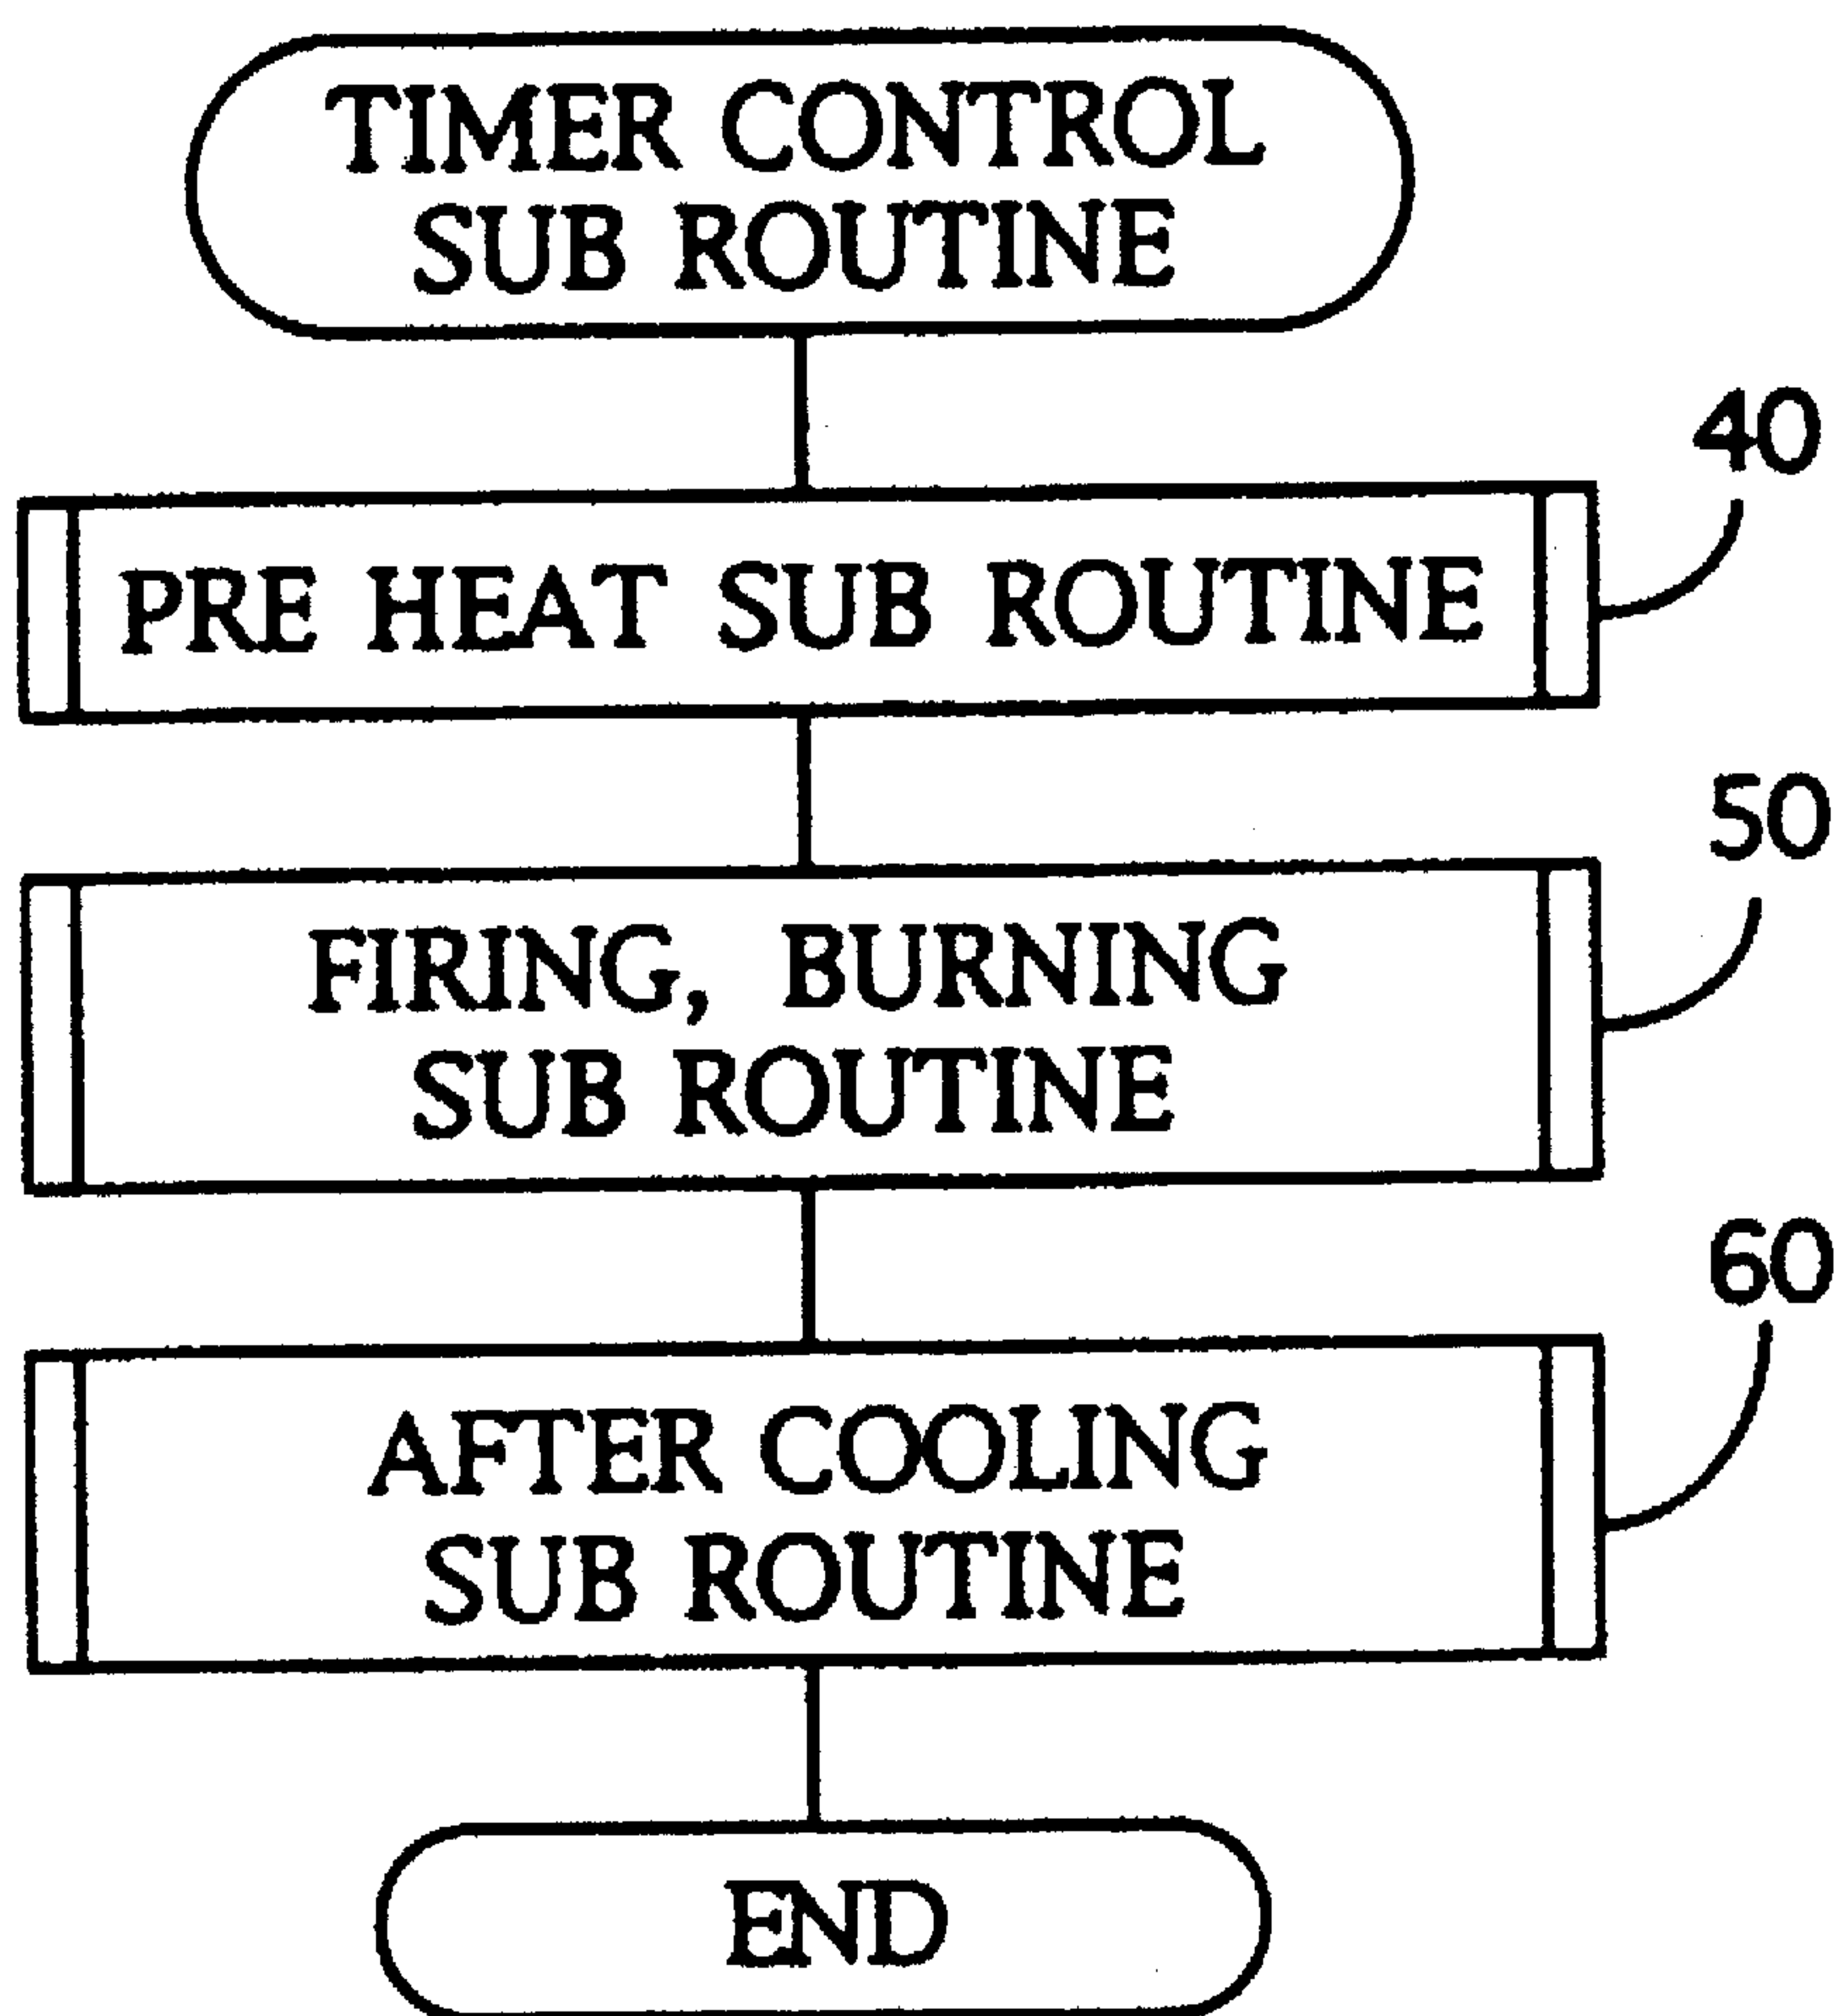 TIMER CONTROL
SUB ROUTINE
40
PRE HEAT SUB ROUTINE
50
FIRING, BURNING
SUB ROUTINE
60
AFTER COOLING
SUB ROUTINE
END